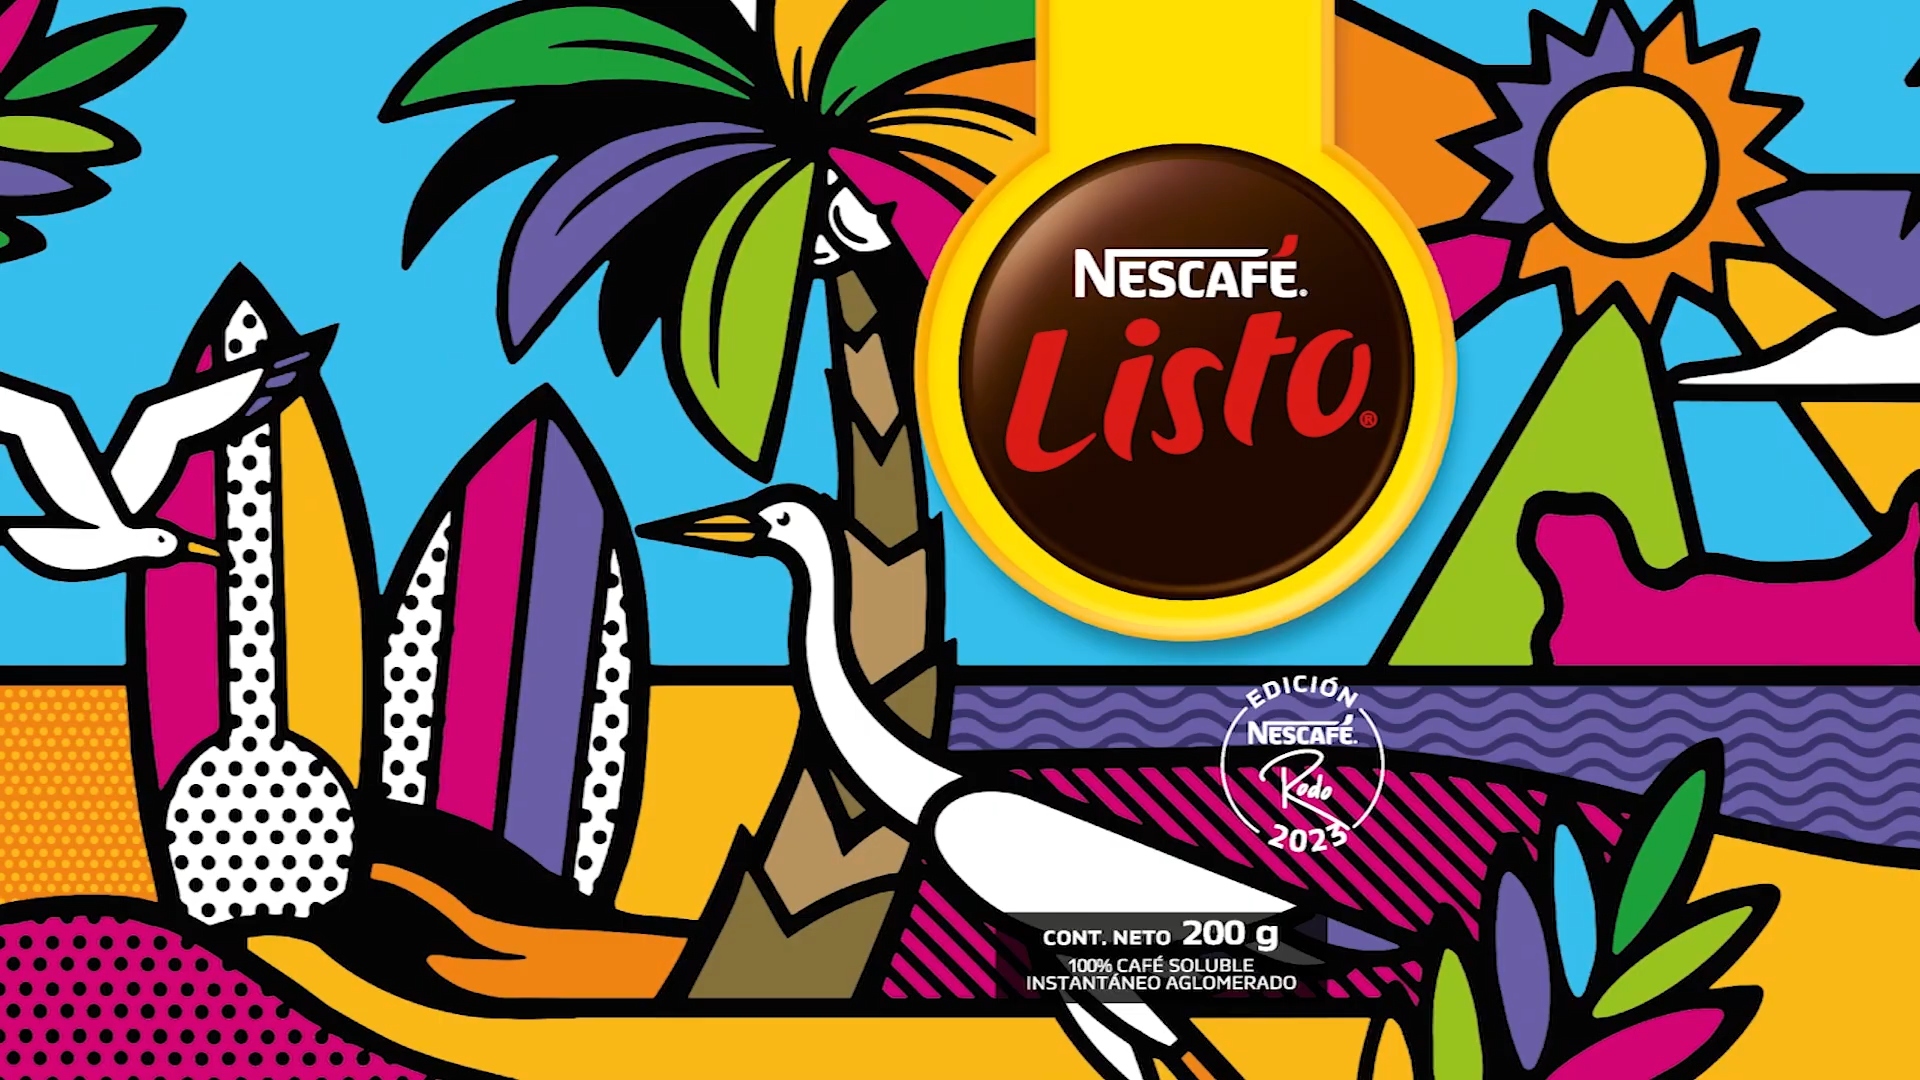 NESCAFÉ.
Listo®
EDICIÓN
NESCAFÉ.
Rodo
2023
CONT. NETO 200 g
100% CAFÉ SOLUBLE
INSTANTÁNEO AGLOMERADO